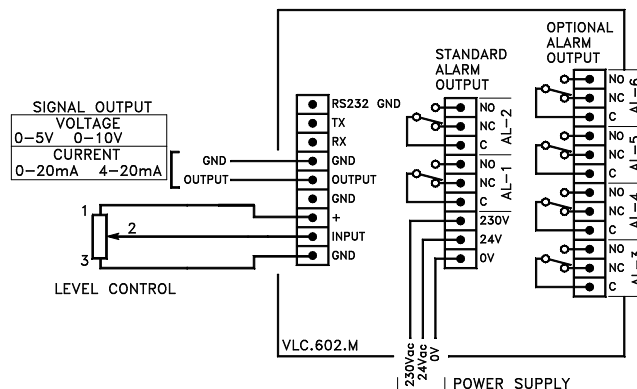 SIGNAL OUTPUT
VOLTAGE
0-5V 0-10V
CURRENT
0-20mA 4-20mA
GND
OUTPUT
1
2
3
LEVEL CONTROL
RS232 GND
TX
RX
GND
OUTPUT
GND
+
INPUT
GND
VLC.602.M
STANDARD
ALARM
OUTPUT
NO
NC
C
AL-2
NO
NC
C
AL-1
230V
24V
0V
230Vac
24Vac
0V
POWER SUPPLY
OPTIONAL
ALARM
OUTPUT
NO
NC
C
AL-6
NO
NC
C
AL-5
NO
NC
C
AL-4
NO
NC
C
AL-3